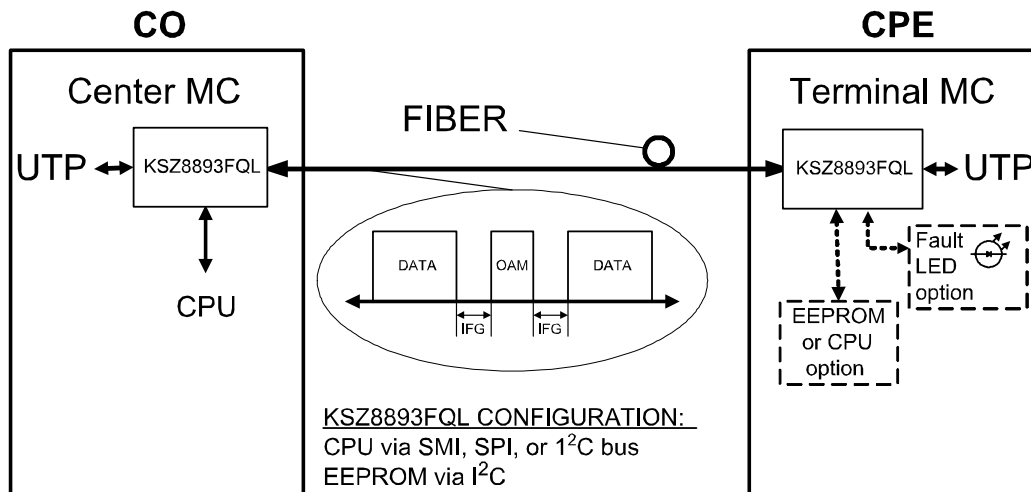 CO
CPE
Center MC
Terminal MC
FIBER
UTP
KSZ8893FQL
KSZ8893FQL
UTP
CPU
DATA
OAM
DATA
IFG
IFG
Fault
LED
option
EEPROM
or CPU
option
KSZ8893FQL CONFIGURATION:
CPU via SMI, SPI, or 1²C bus
EEPROM via I²C